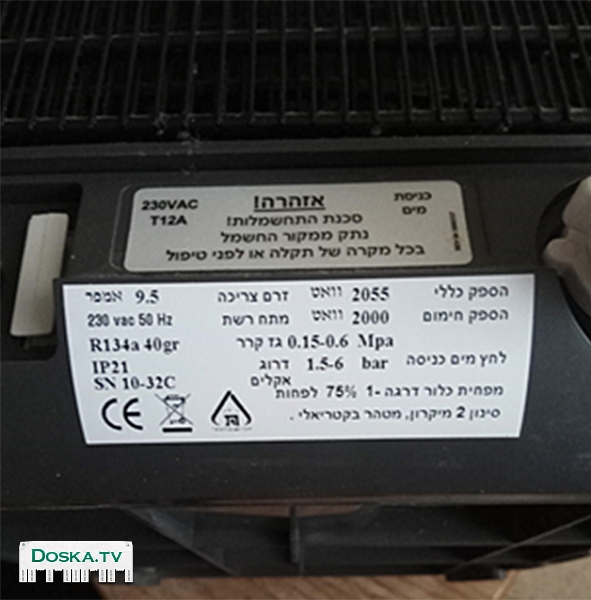 230VAC אזהרה! כניסת
T12A סכנת התחשמלות! מים
נתק ממקור החשמל
בכל מקרה של תקלה או לפני טיפול
הספק כללי 2055 וואט זרם צריכה 9.5 אמפר
הספק חימום 2000 וואט מתח רשת 230 vac 50 Hz
לחץ מים כניסה 0.15-0.6 Mpa גז קרר R134a 40gr
1.5-6 bar דרוג אקלים IP21
SN 10-32C
מפחית כלור דרגה -1 75% לפחות
סינון 2 מיקרון, מטהר בקטריאלי.
CE
DOSKA.TV